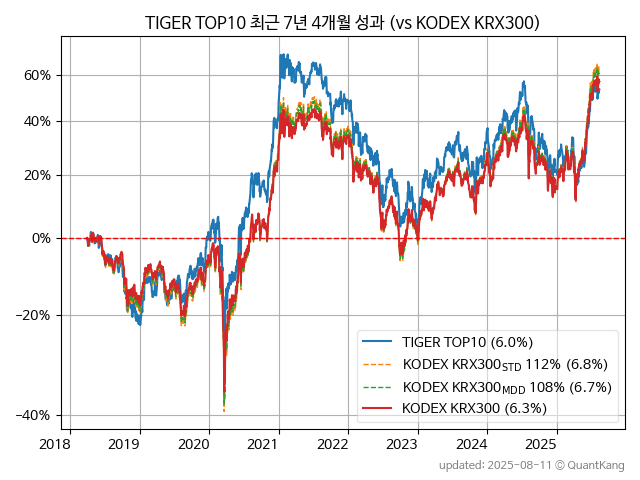 TIGER TOP10 최근 7년 4개월 성과 (vs KODEX KRX300)
60%
40%
20%
0%
−20%
−40%
TIGER TOP10 (6.0%)
KODEX KRX300STD 112% (6.8%)
KODEX KRX300MDD 108% (6.7%)
KODEX KRX300 (6.3%)
2018 2019 2020 2021 2022 2023 2024 2025
updated: 2025-08-11 © QuantKang